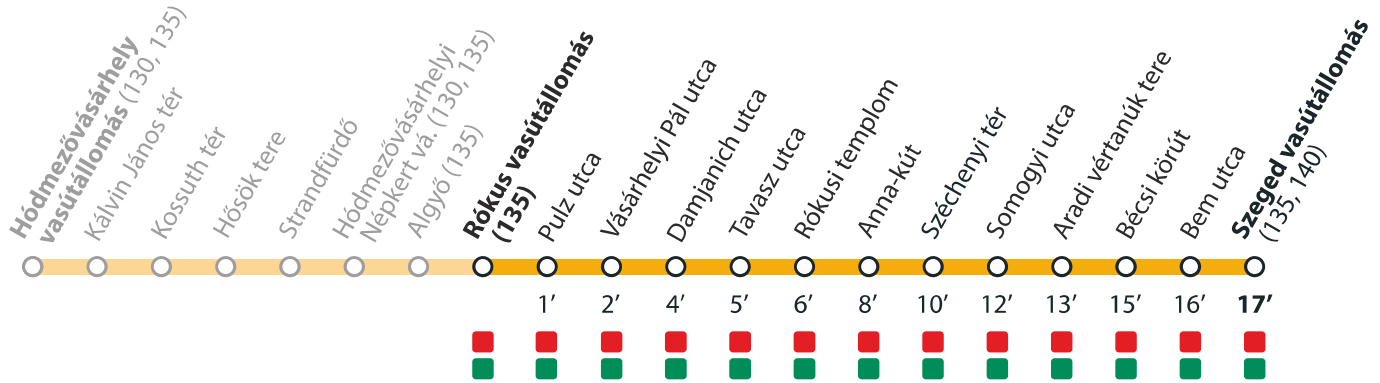 Hódmezővásárhely
vasútállomás (130, 135)
Kálvin János tér
Kossuth tér
Hősök tere
Strandfürdő
Hódmezővásárhelyi
Népkert vá. (130, 135)
Algyő (135)
Rókus vasútállomás
(135)
Pulz utca
Vásárhelyi Pál utca
Damjanich utca
Tavasz utca
Rókusi templom
Anna-kút
Széchenyi tér
Somogyi utca
Aradi vértanúk tere
Bécsi körút
Bem utca
Szeged vasútállomás
(135, 140)
1’ 2’ 4’ 5’ 6’ 8’ 10’ 12’ 13’ 15’ 16’ 17’